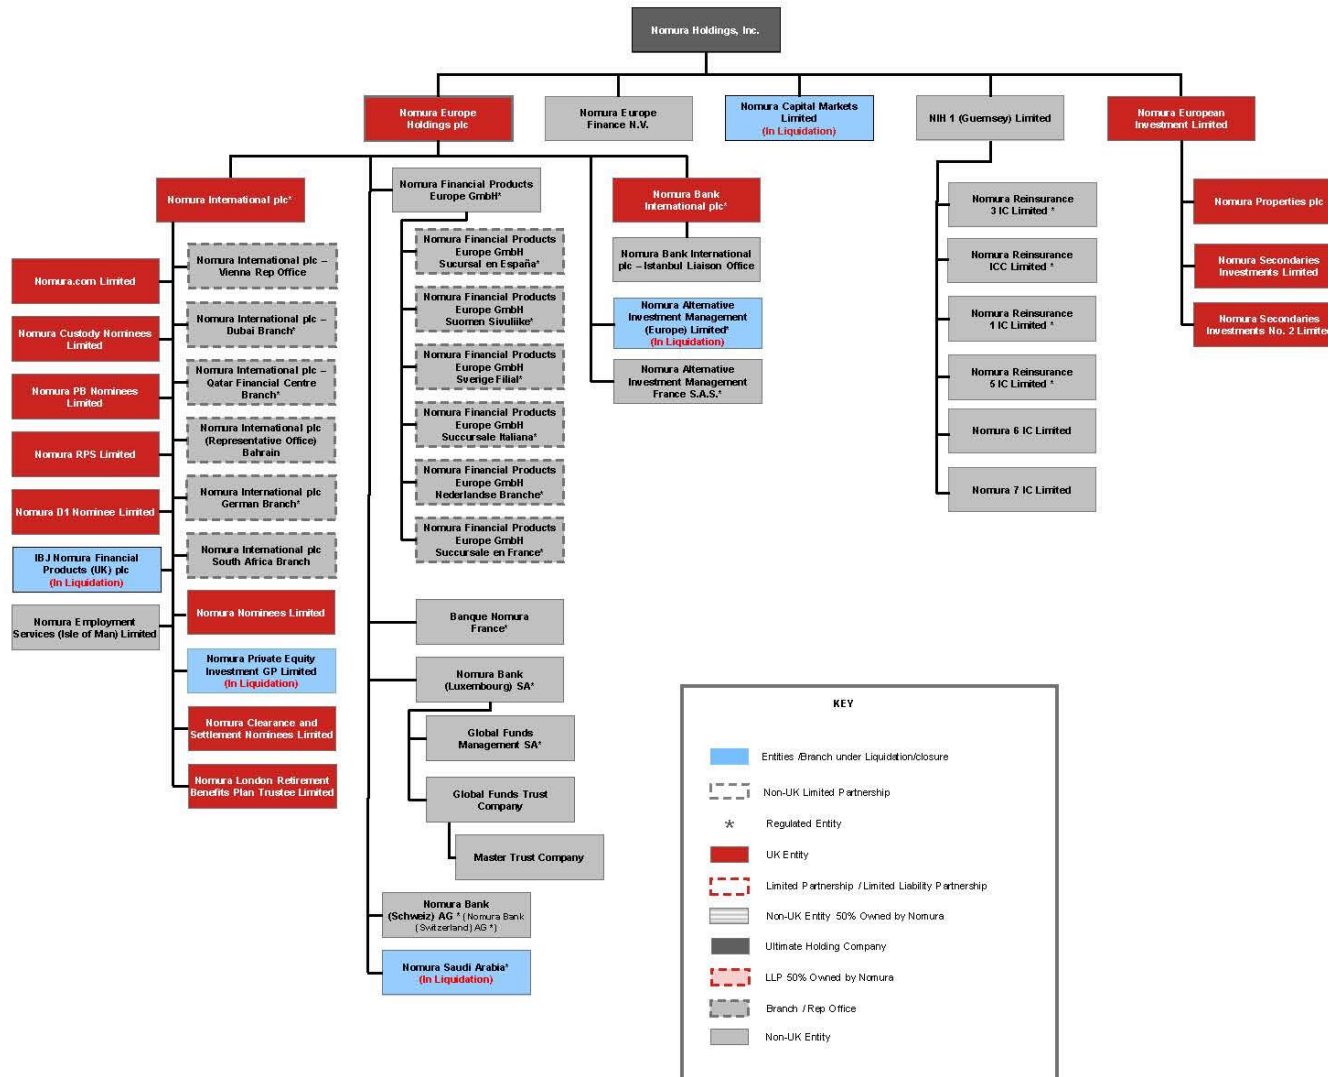 Nomura Holdings, Inc.
Nomura Europe
Holdings plc
Nomura Europe
Finance N.V.
Nomura Capital Markets
Limited
(In Liquidation)
NIH 1 (Guernsey) Limited
Nomura European
Investment Limited
Nomura International plc*
Nomura.com Limited
Nomura Custody Nominees
Limited
Nomura PB Nominees
Limited
Nomura RPS Limited
Nomura D1 Nominee Limited
IBJ Nomura Financial
Products (UK) plc
(In Liquidation)
Nomura Employment
Services (Isle of Man) Limited
Nomura International plc –
Vienna Rep Office
Nomura International plc –
Dubai Branch*
Nomura International plc –
Qatar Financial Centre
Branch*
Nomura International plc
(Representative Office)
Bahrain
Nomura International plc
German Branch*
Nomura International plc
South Africa Branch
Nomura Nominees Limited
Nomura Private Equity
Investment GP Limited
(In Liquidation)
Nomura Clearance and
Settlement Nominees Limited
Nomura London Retirement
Benefits Plan Trustee Limited
Nomura Financial Products
Europe GmbH*
Nomura Financial Products
Europe GmbH
Sucursal en España*
Nomura Financial Products
Europe GmbH
Suomen Sivuliike*
Nomura Financial Products
Europe GmbH
Sverige Filial*
Nomura Financial Products
Europe GmbH
Succursale Italiana*
Nomura Financial Products
Europe GmbH
Nederlandse Branche*
Nomura Financial Products
Europe GmbH
Succursale en France*
Banque Nomura
France*
Nomura Bank
(Luxembourg) SA*
Global Funds
Management SA*
Global Funds Trust
Company
Master Trust Company
Nomura Bank
(Schweiz) AG * (Nomura Bank
(Switzerland) AG *)
Nomura Saudi Arabia*
(In Liquidation)
Nomura Bank
International plc*
Nomura Bank International
plc – Istanbul Liaison Office
Nomura Alternative
Investment Management
(Europe) Limited*
(In Liquidation)
Nomura Alternative
Investment Management
France S.A.S.*
Nomura Reinsurance
3 IC Limited *
Nomura Reinsurance
ICC Limited *
Nomura Reinsurance
1 IC Limited *
Nomura Reinsurance
5 IC Limited *
Nomura 6 IC Limited
Nomura 7 IC Limited
Nomura Properties plc
Nomura Secondaries
Investments Limited
Nomura Secondaries
Investments No. 2 Limited
KEY
Entities /Branch under Liquidation/closure
Non-UK Limited Partnership
* Regulated Entity
UK Entity
Limited Partnership / Limited Liability Partnership
Non-UK Entity 50% Owned by Nomura
Ultimate Holding Company
LLP 50% Owned by Nomura
Branch / Rep Office
Non-UK Entity